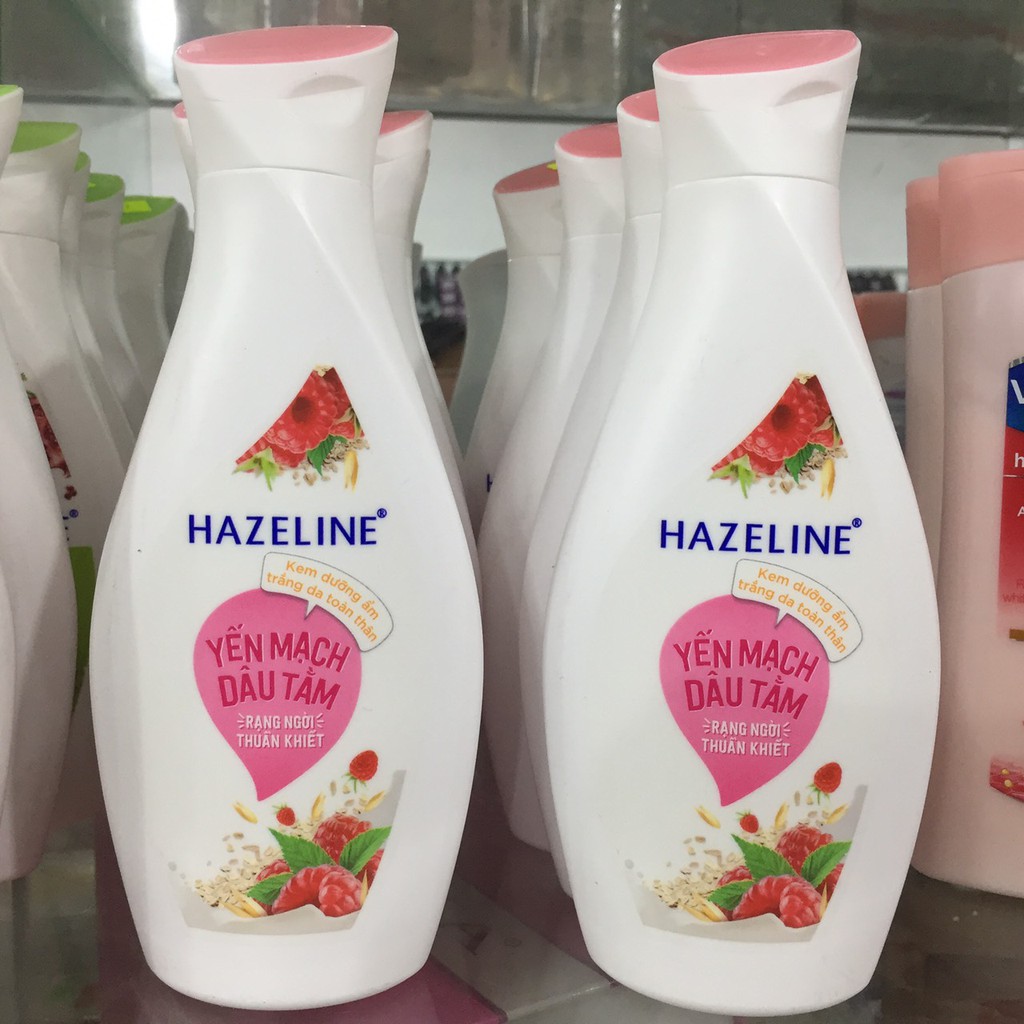 HAZELINE®
Kem dưỡng ẩm
trắng da toàn thân
YẾN MẠCH
DÂU TẰM
RẠNG NGỜI
THUẦN KHIẾT
HAZELINE®
Kem dưỡng ẩm
trắng da toàn thân
YẾN MẠCH
DÂU TẰM
RẠNG NGỜI
THUẦN KHIẾT